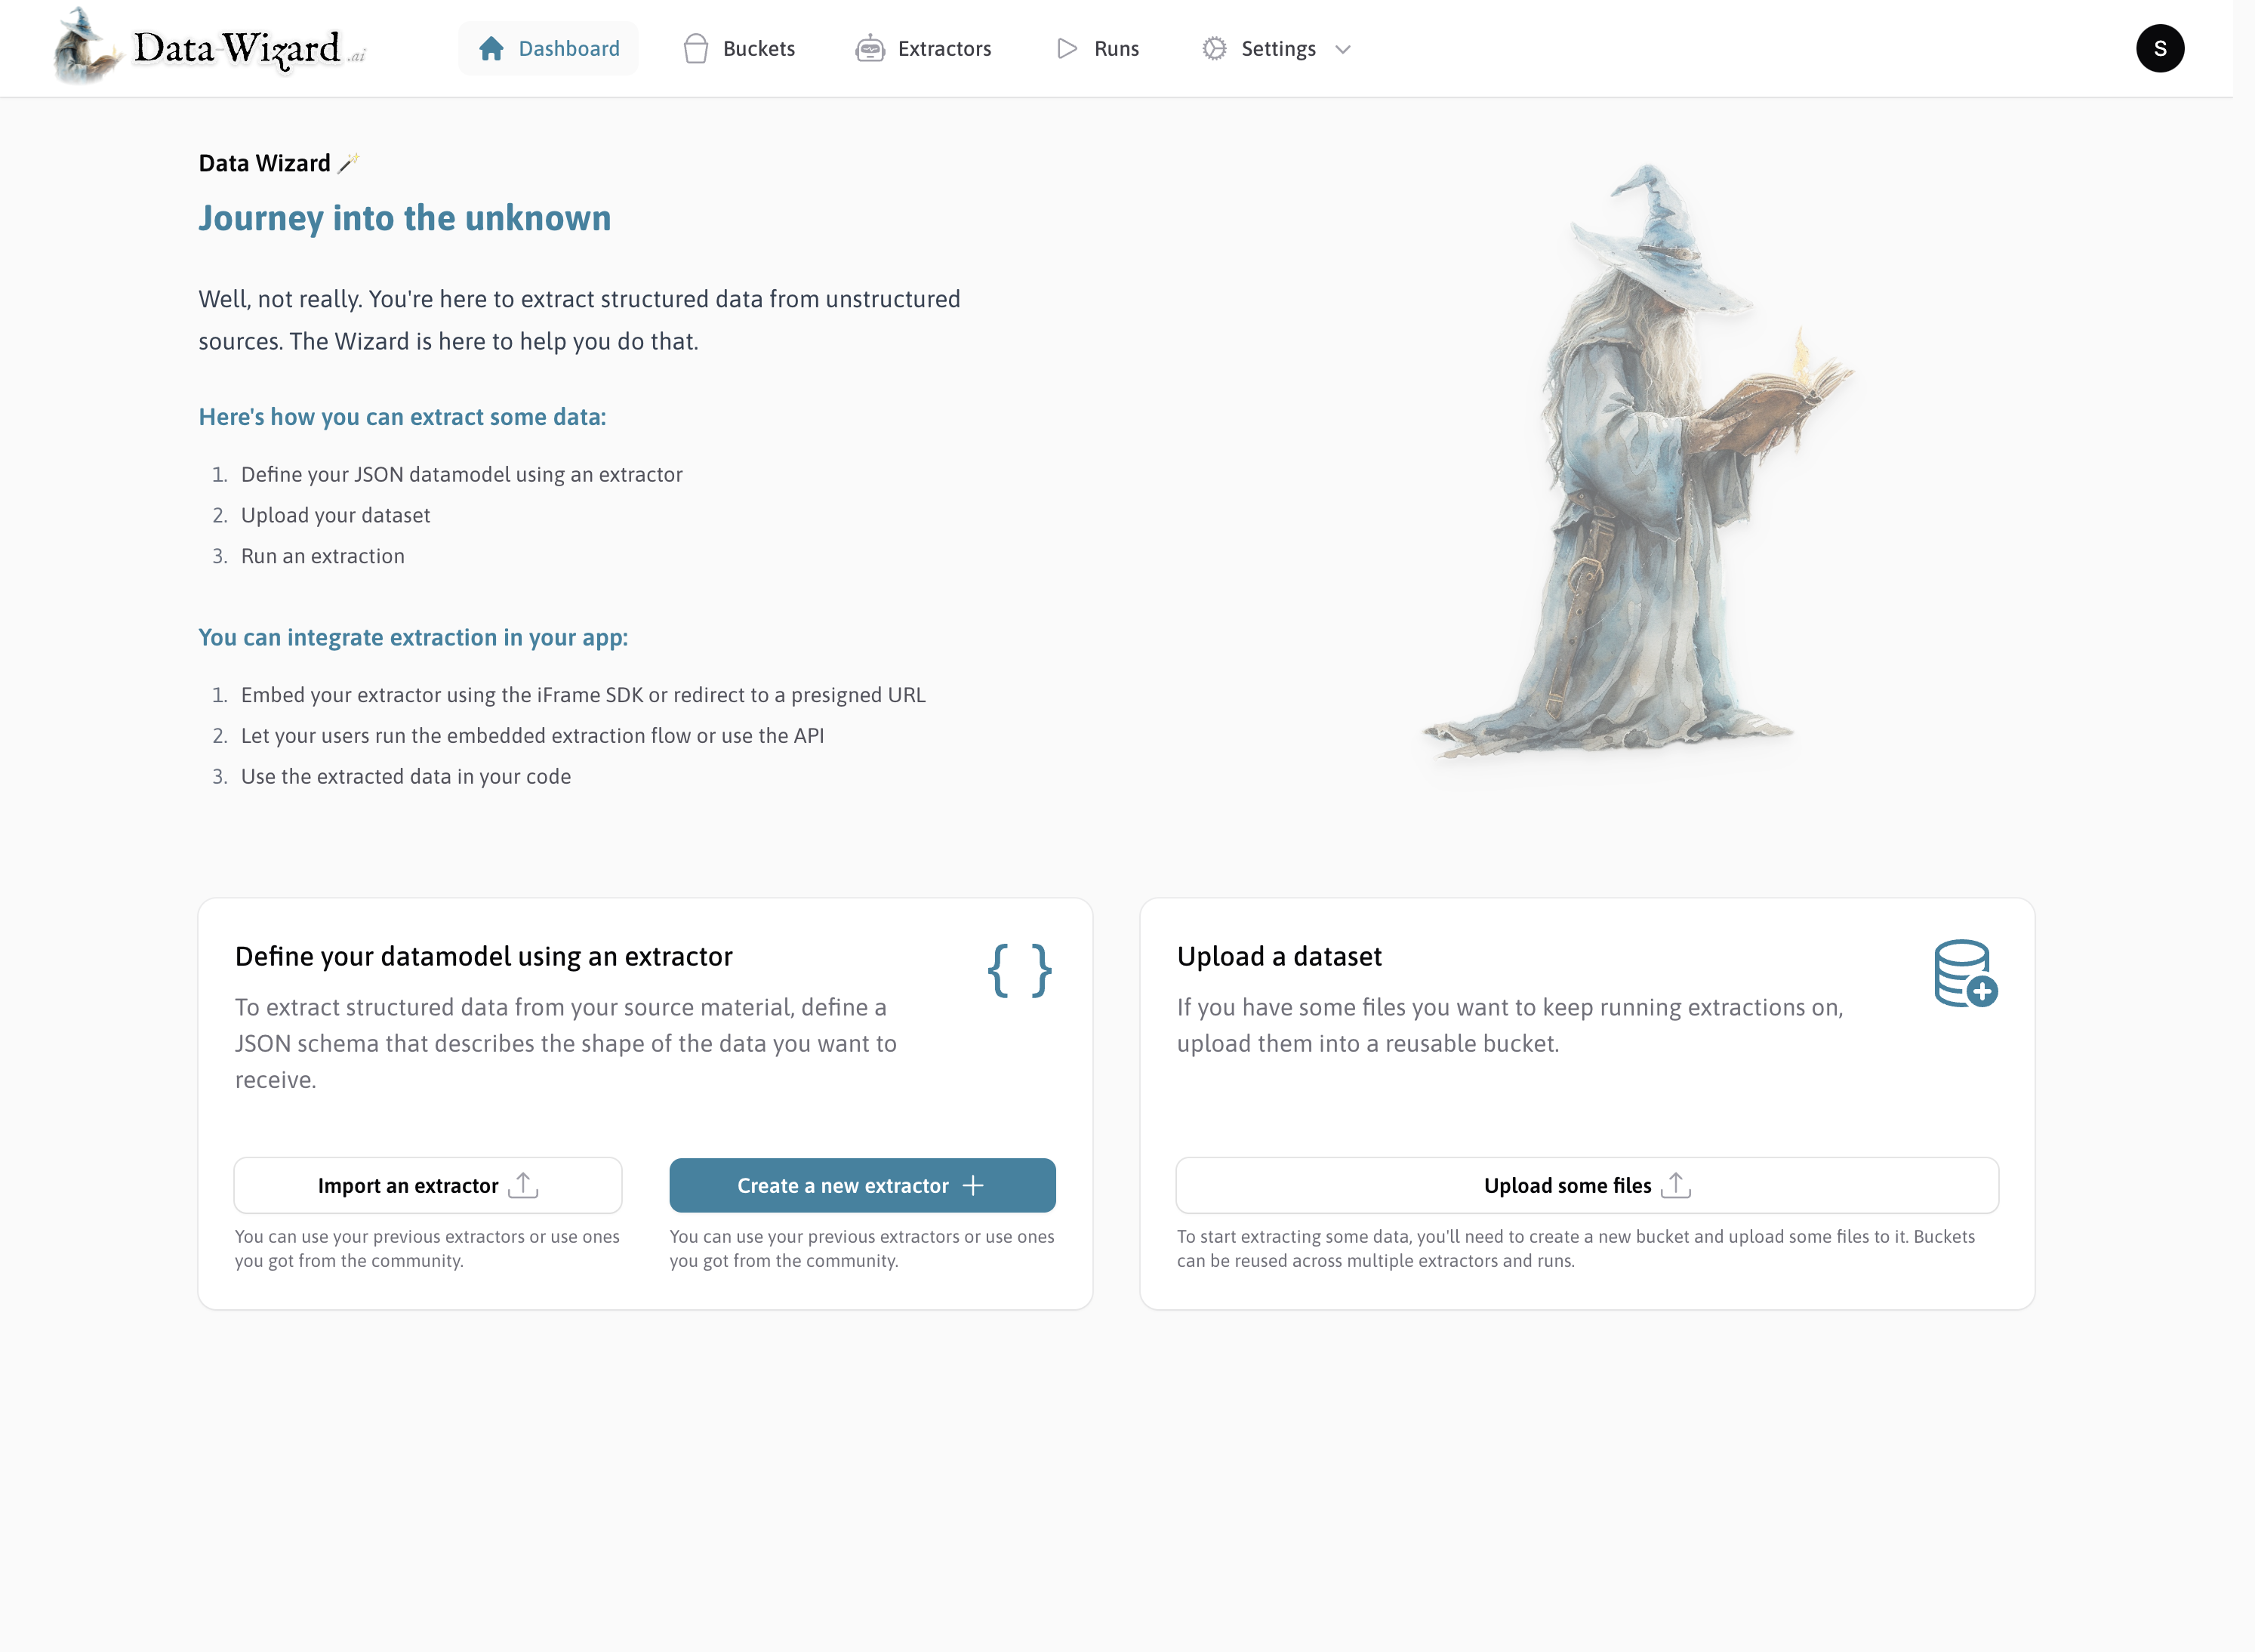 Data Wizard .ai
Dashboard
Buckets
Extractors
Runs
Settings
S
Data Wizard 🪄
Journey into the unknown
Well, not really. You're here to extract structured data from unstructured
sources. The Wizard is here to help you do that.
Here's how you can extract some data:
1. Define your JSON datamodel using an extractor
2. Upload your dataset
3. Run an extraction
You can integrate extraction in your app:
1. Embed your extractor using the iFrame SDK or redirect to a presigned URL
2. Let your users run the embedded extraction flow or use the API
3. Use the extracted data in your code
Define your datamodel using an extractor
{ }
To extract structured data from your source material, define a
JSON schema that describes the shape of the data you want to
receive.
Import an extractor
You can use your previous extractors or use ones
you got from the community.
Create a new extractor
You can use your previous extractors or use ones
you got from the community.
Upload a dataset
If you have some files you want to keep running extractions on,
upload them into a reusable bucket.
Upload some files
To start extracting some data, you'll need to create a new bucket and upload some files to it. Buckets
can be reused across multiple extractors and runs.